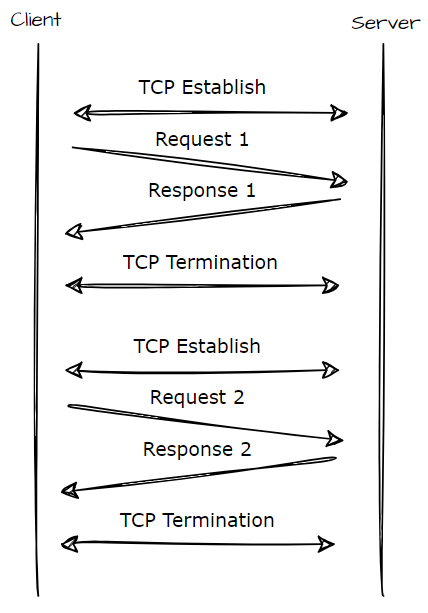 Client
Server
TCP Establish
Request 1
Response 1
TCP Termination
TCP Establish
Request 2
Response 2
TCP Termination